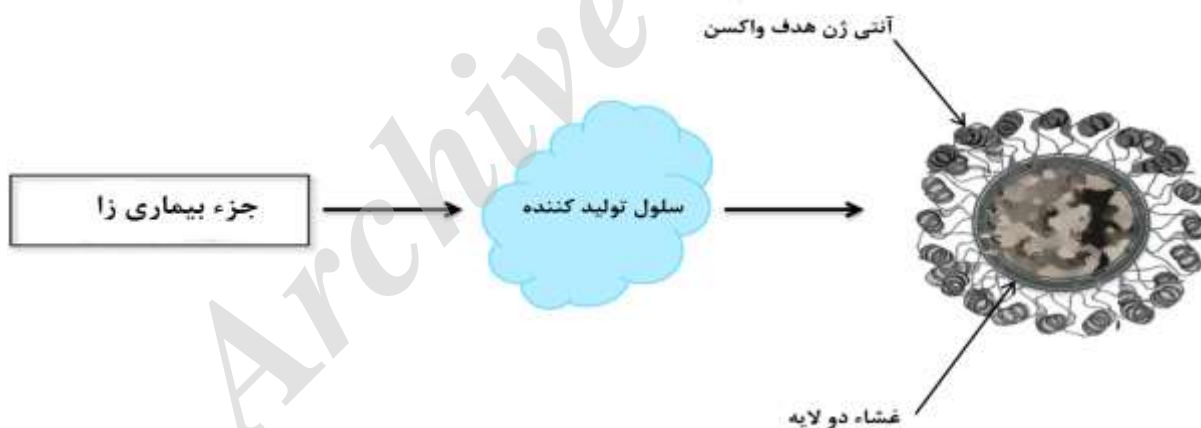 آنتی ژن هدف واکسن
جزء بیماری زا
سلول تولید کننده
غشاء دو لایه
Archive